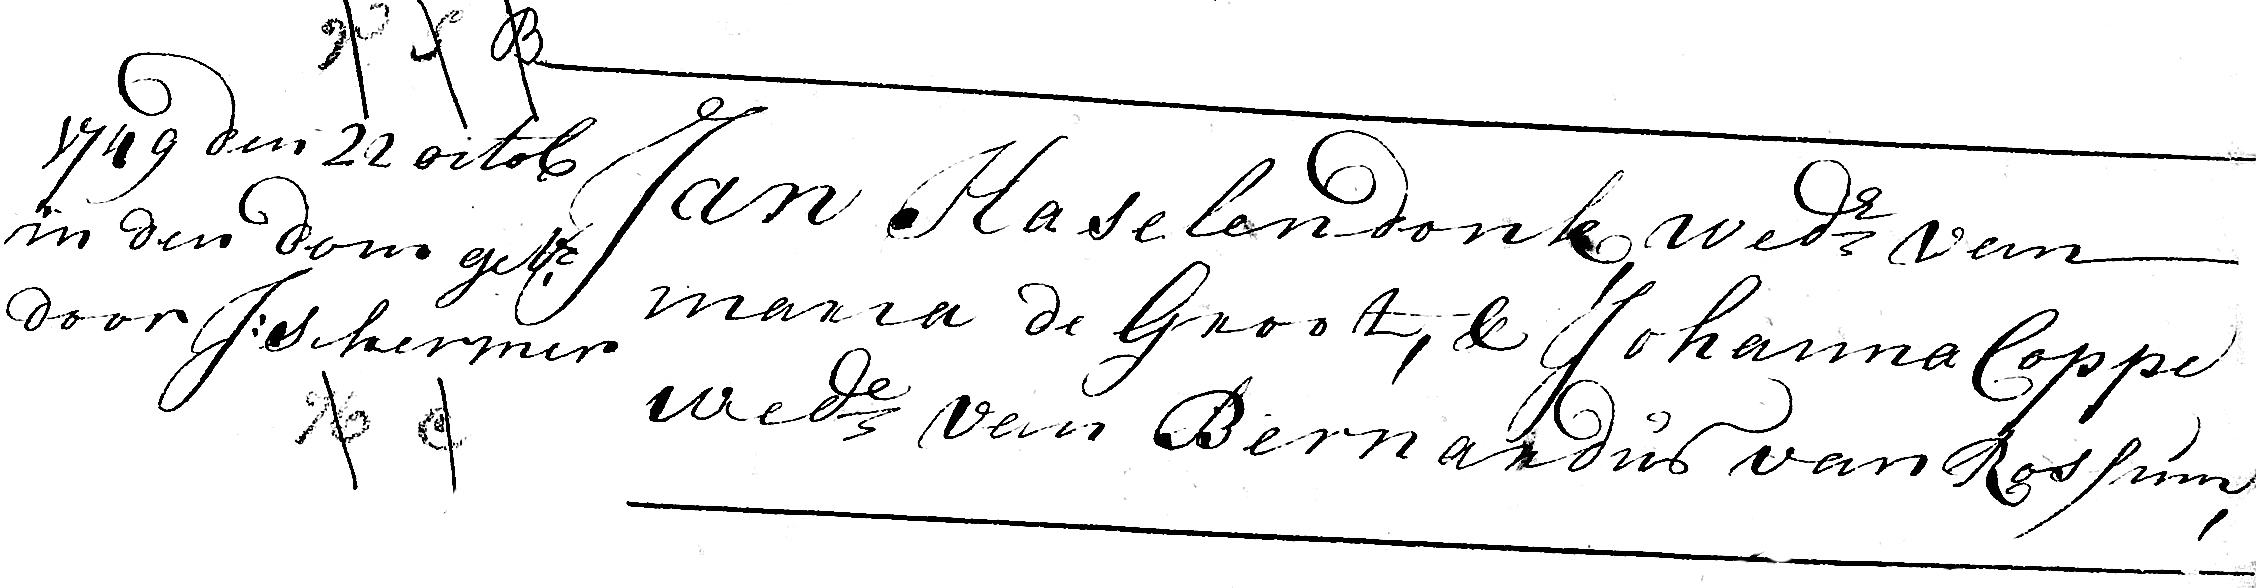 1749 den 22 octob
in den dom getr.
door J: schermer
Jan Haselendonk, wedr van
maria de Groot, & Johanna Coppe
wede van Bernardus van Rossum,